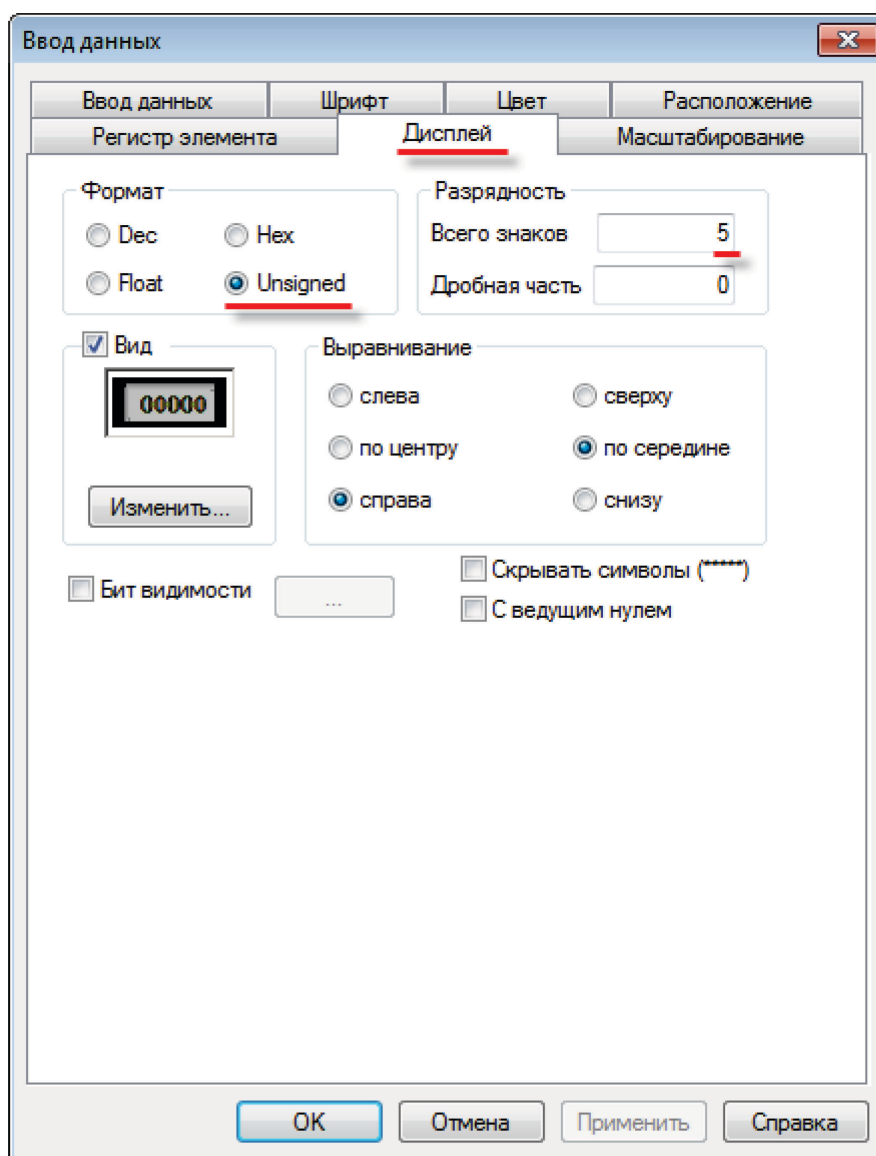 Ввод данных
Ввод данных Шрифт Цвет Расположение
Регистр элемента Дисплей Масштабирование
Формат Разрядность
Dec Hex Всего знаков 5
Float Unsigned Дробная часть 0
Вид Выравнивание
00000 слева сверху
по центру по середине
Изменить... справа снизу
Скрывать символы (*****)
Бит видимости ...
С ведущим нулем
OK Отмена Применить Справка